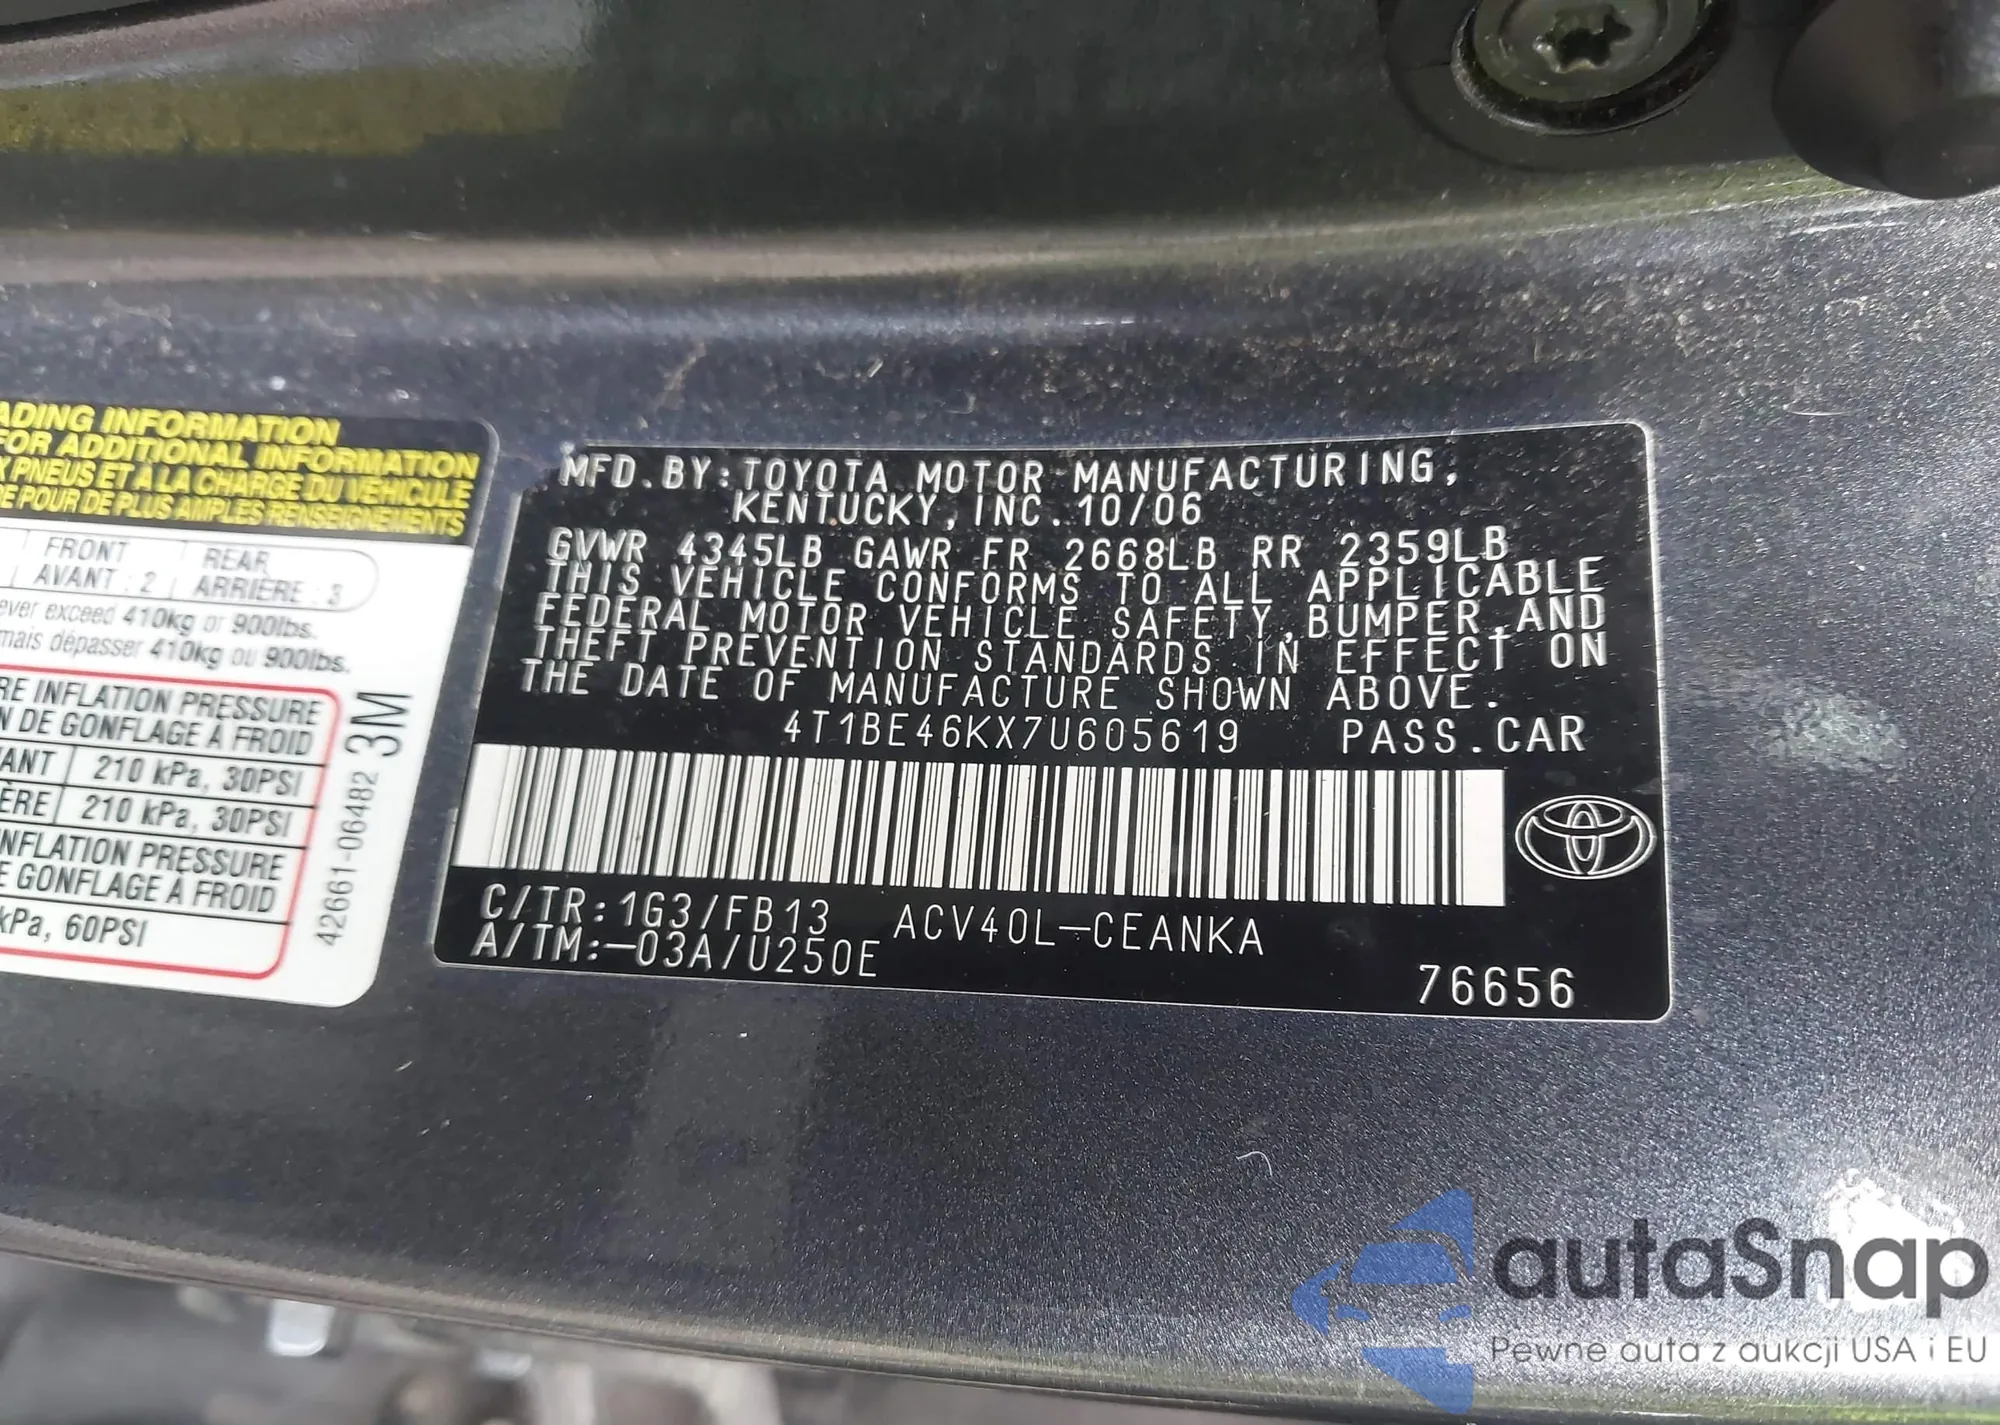 ADING INFORMATION
FOR ADDITIONAL INFORMATION
X PNEUS ET À LA CHARGE DU VÉHICULE
RE POUR DE PLUS AMPLES RENSEIGNEMENTS
FRONT REAR
AVANT : 2 ARRIÈRE : 3
ever exceed 410kg or 900lbs.
mais dépasser 410kg ou 900lbs.
RE INFLATION PRESSURE
N DE GONFLAGE À FROID
VANT 210 kPa, 30PSI
ÈRE 210 kPa, 30PSI
NFLATION PRESSURE
E GONFLAGE À FROID
kPa, 60PSI
42661-06482 3M
MFD.BY:TOYOTA MOTOR MANUFACTURING,
KENTUCKY,INC.10/06
GVWR 4345LB GAWR FR 2668LB RR 2359LB
THIS VEHICLE CONFORMS TO ALL APPLICABLE
FEDERAL MOTOR VEHICLE SAFETY,BUMPER,AND
THEFT PREVENTION STANDARDS IN EFFECT ON
THE DATE OF MANUFACTURE SHOWN ABOVE.
4T1BE46KX7U605619 PASS.CAR
C/TR:1G3/FB13 ACV40L-CEANKA
A/TM:-03A/U250E
76656
autaSnap
Pewne auta z aukcji USA i EU